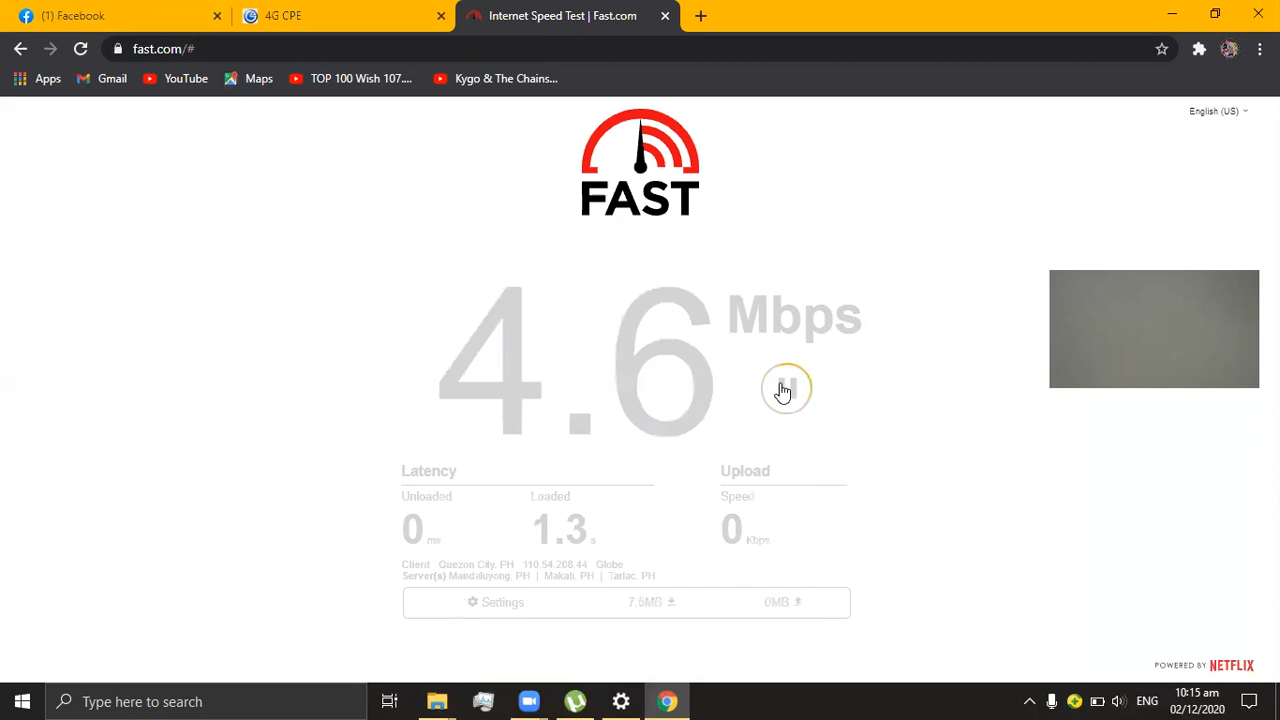 (1) Facebook
4G CPE
Internet Speed Test | Fast.com
fast.com/#
Apps
Gmail
YouTube
Maps
TOP 100 Wish 107....
Kygo & The Chains...
English (US)
FAST
4.6 Mbps
Latency
Upload
Unloaded
Loaded
Speed
0 ms
1.3 s
0 Kbps
Client Quezon City, PH 110.54.208.44 Globe
Server(s) Mandaluyong, PH | Makati, PH | Tarlac, PH
Settings
7.5MB
0MB
POWERED BY NETFLIX
Type here to search
ENG
10:15 am
02/12/2020